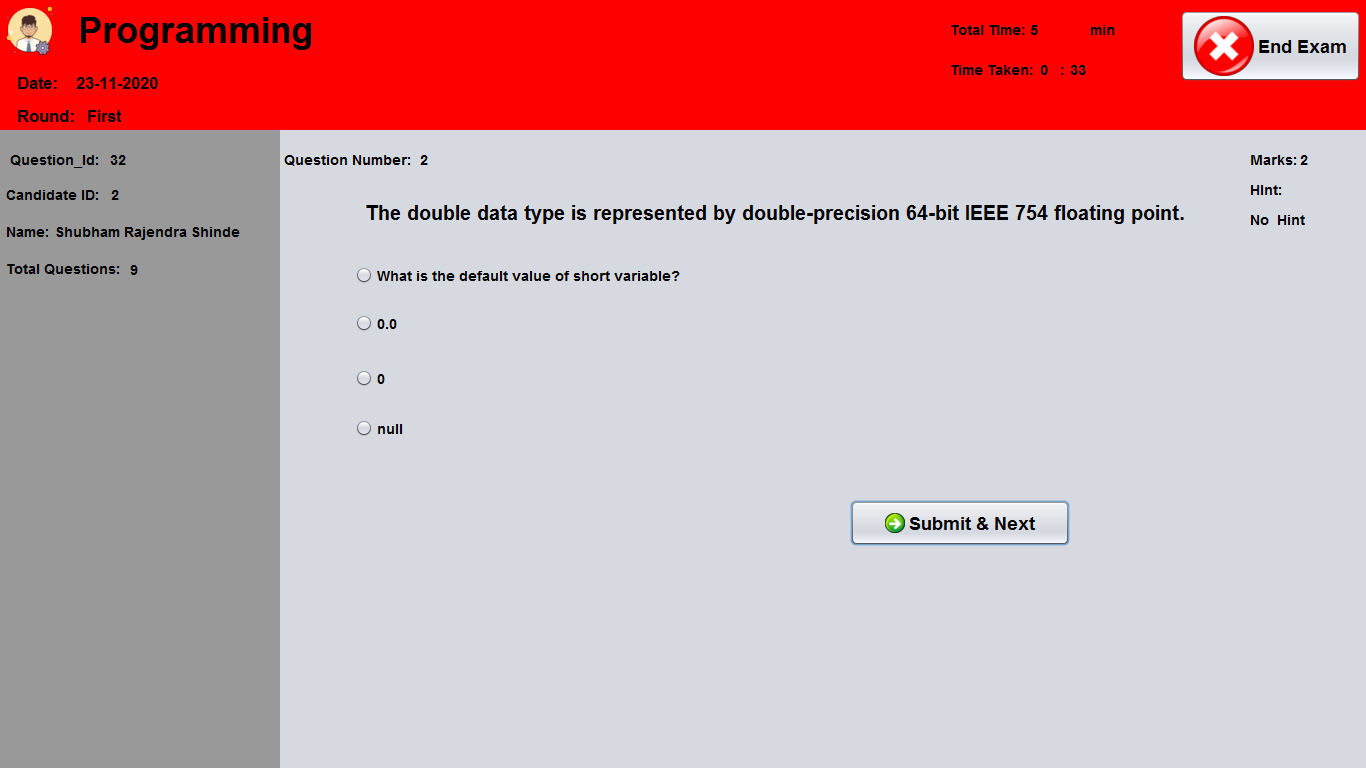 Programming
Date: 23-11-2020
Round: First
Total Time: 5 min
Time Taken: 0 : 33
End Exam
Question_Id: 32
Candidate ID: 2
Name: Shubham Rajendra Shinde
Total Questions: 9
Question Number: 2
Marks: 2
HInt:
No Hint
The double data type is represented by double-precision 64-bit IEEE 754 floating point.
What is the default value of short variable?
0.0
0
null
Submit & Next